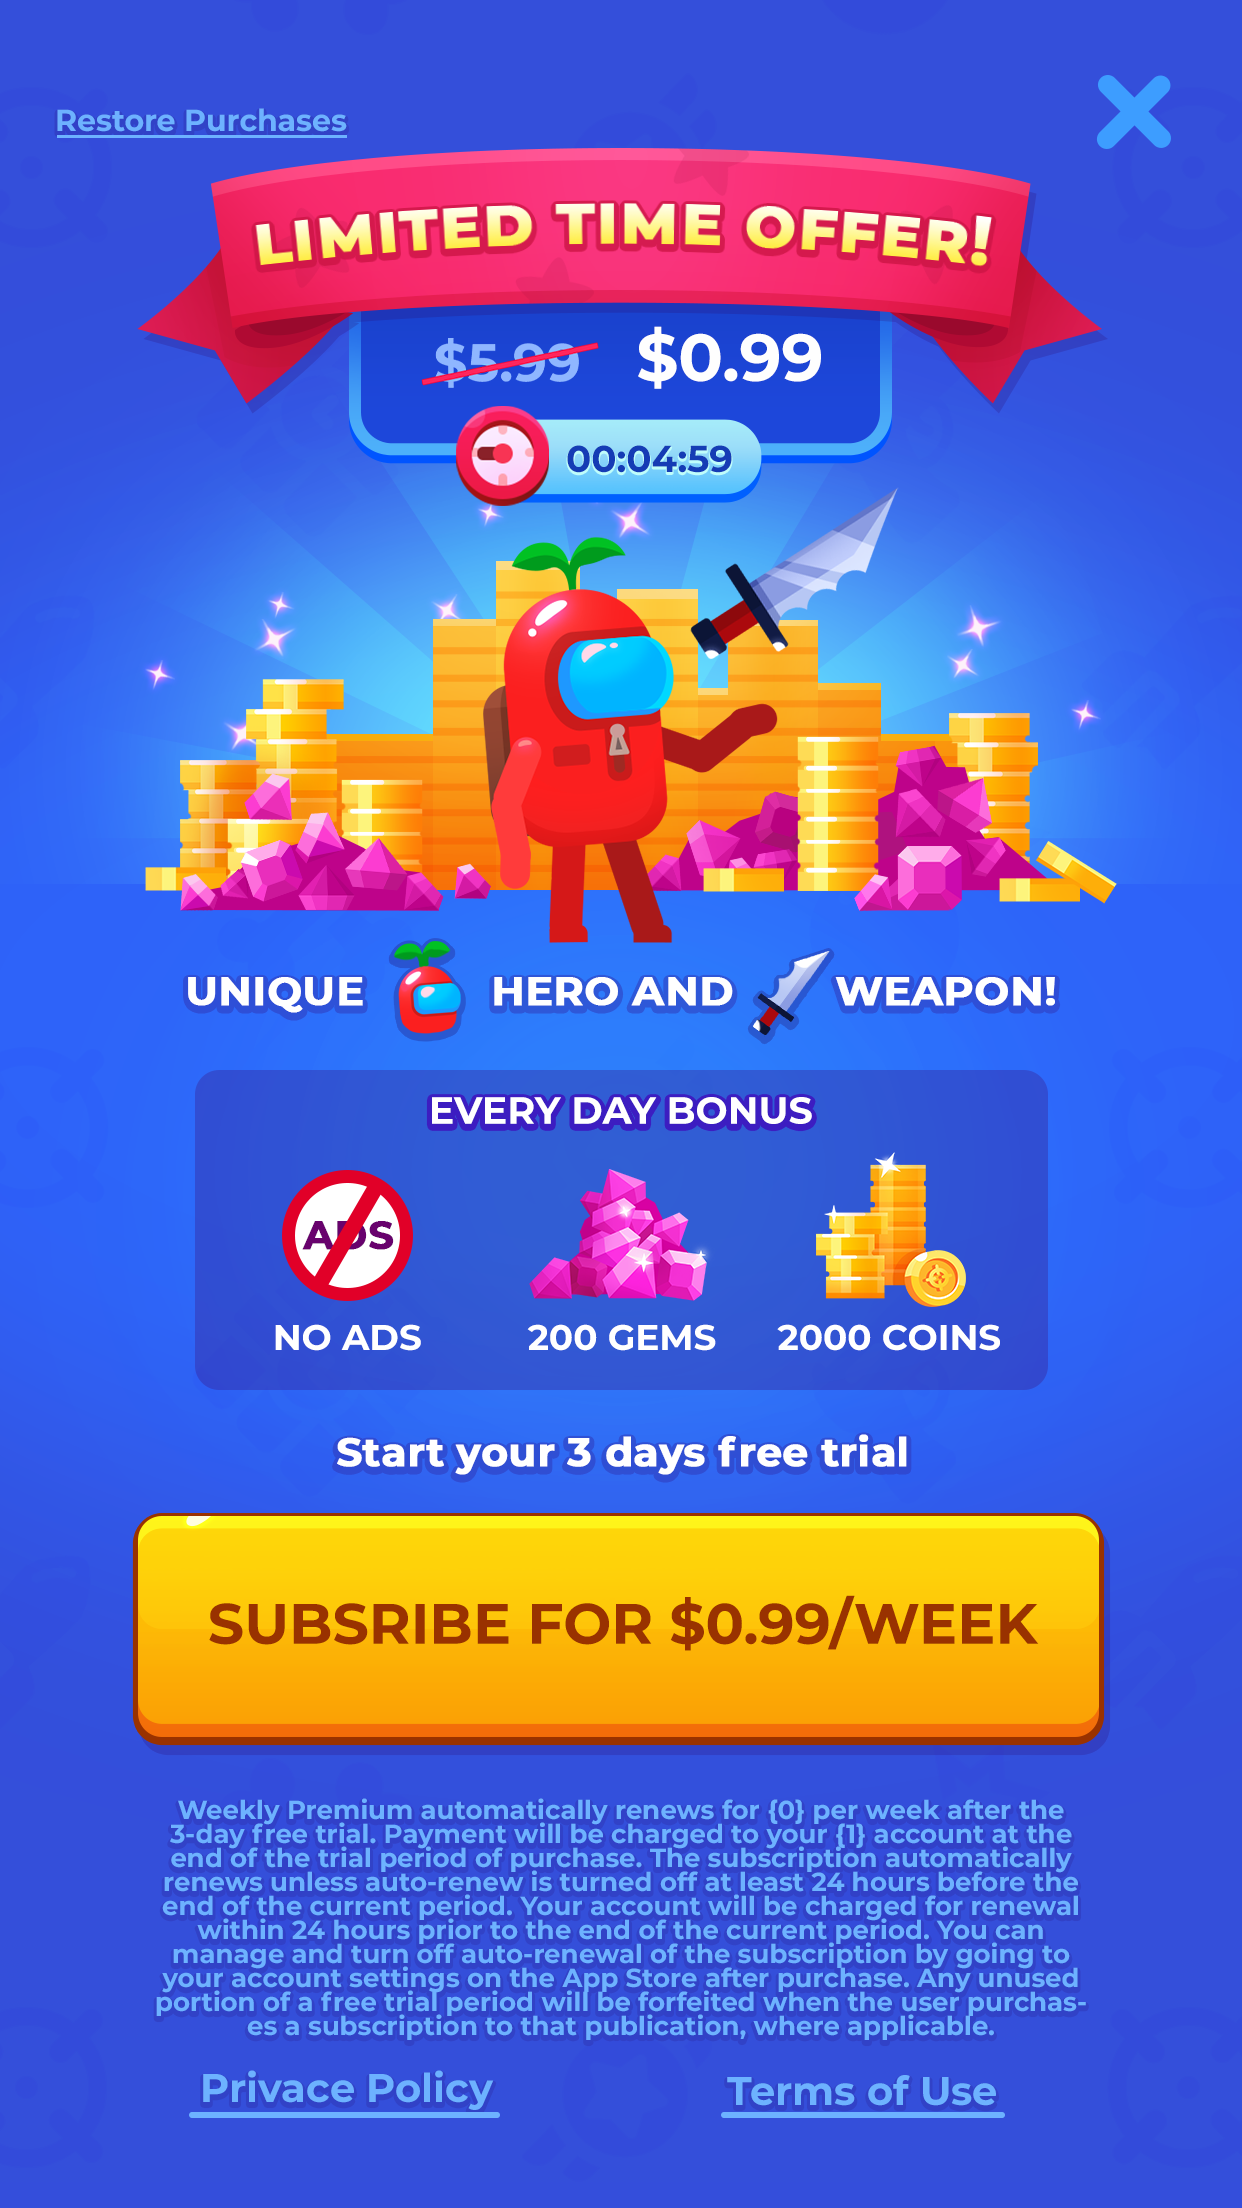 Restore Purchases
LIMITED TIME OFFER!
$5.99 $0.99
00:04:59
UNIQUE HERO AND WEAPON!
EVERY DAY BONUS
ADS
NO ADS 200 GEMS 2000 COINS
Start your 3 days free trial
SUBSRIBE FOR $0.99/WEEK
Weekly Premium automatically renews for {0} per week after the
3-day free trial. Payment will be charged to your {1} account at the
end of the trial period of purchase. The subscription automatically
renews unless auto-renew is turned off at least 24 hours before the
end of the current period. Your account will be charged for renewal
within 24 hours prior to the end of the current period. You can
manage and turn off auto-renewal of the subscription by going to
your account settings on the App Store after purchase. Any unused
portion of a free trial period will be forfeited when the user purchas-
es a subscription to that publication, where applicable.
Privace Policy Terms of Use